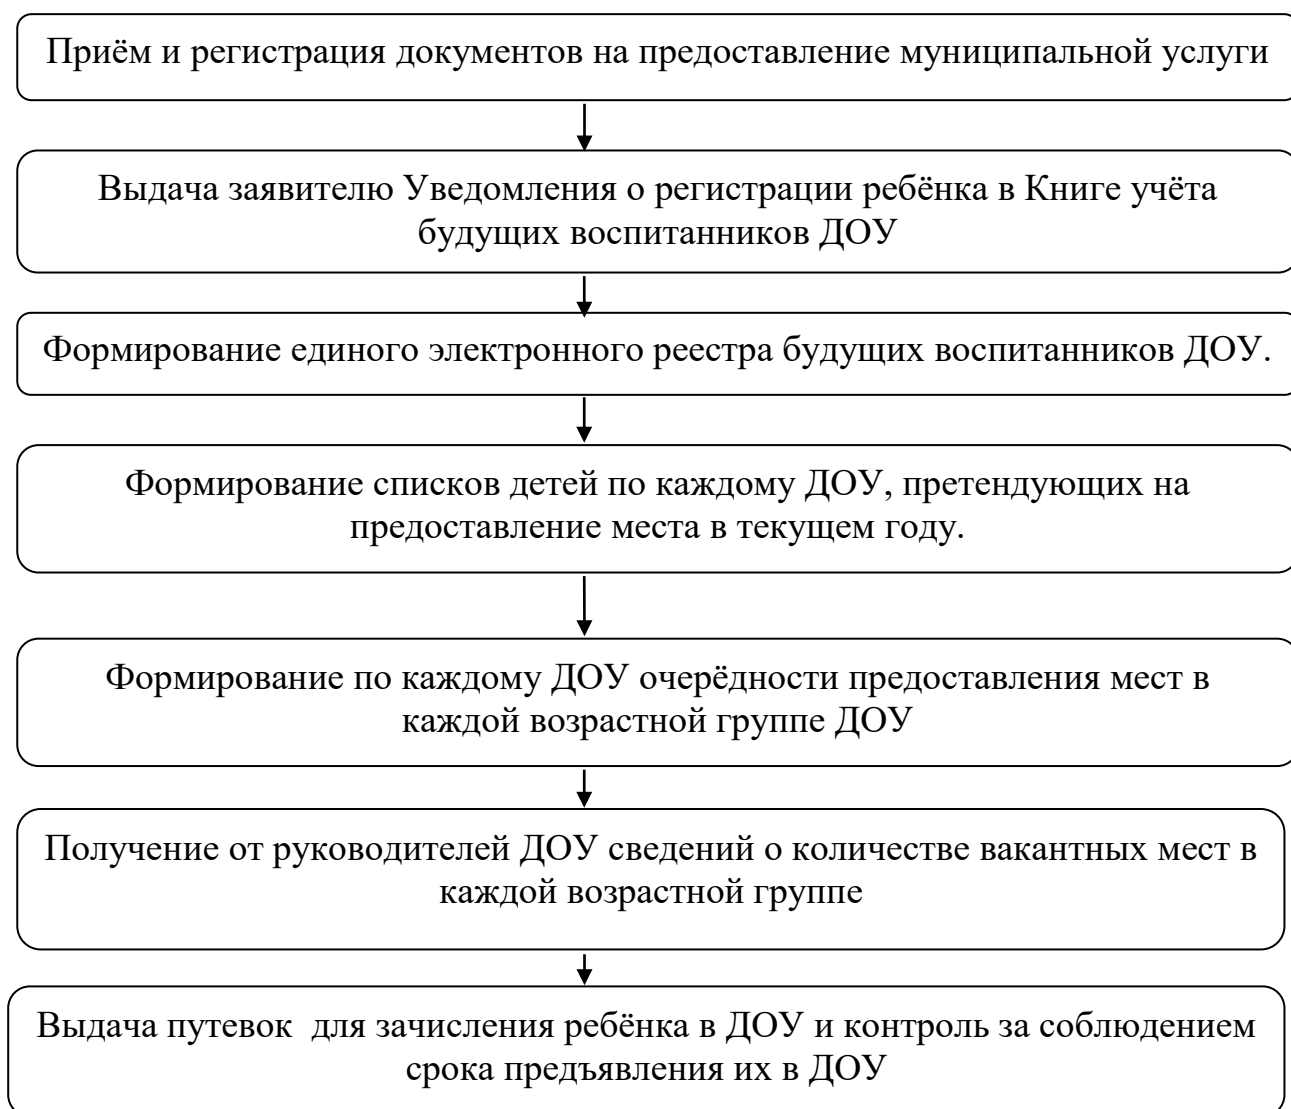 Приём и регистрация документов на предоставление муниципальной услуги
Выдача заявителю Уведомления о регистрации ребёнка в Книге учёта
будущих воспитанников ДОУ
Формирование единого электронного реестра будущих воспитанников ДОУ.
Формирование списков детей по каждому ДОУ, претендующих на
предоставление места в текущем году.
Формирование по каждому ДОУ очерёдности предоставления мест в
каждой возрастной группе ДОУ
Получение от руководителей ДОУ сведений о количестве вакантных мест в
каждой возрастной группе
Выдача путевок  для зачисления ребёнка в ДОУ и контроль за соблюдением
срока предъявления их в ДОУ